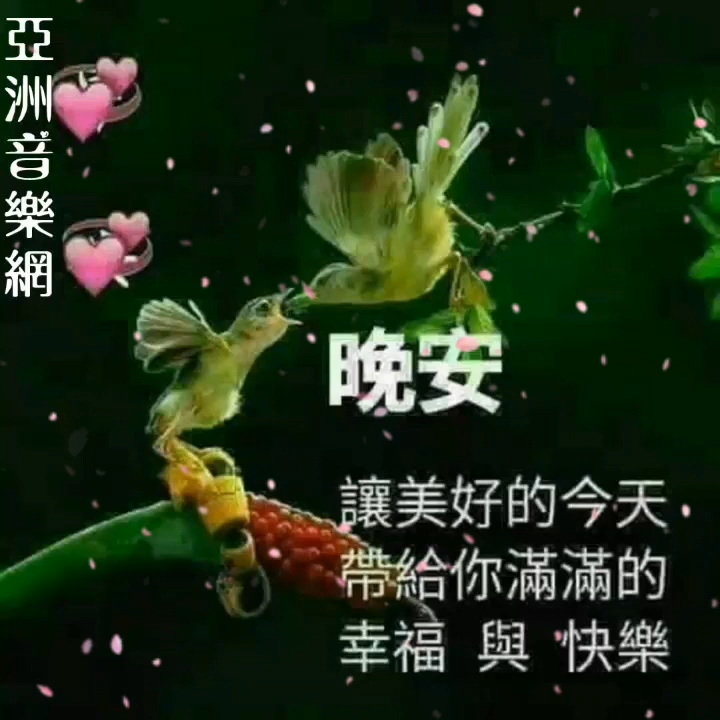 亞洲音樂網
晚安
讓美好的今天
帶給你滿滿的
幸福 與 快樂